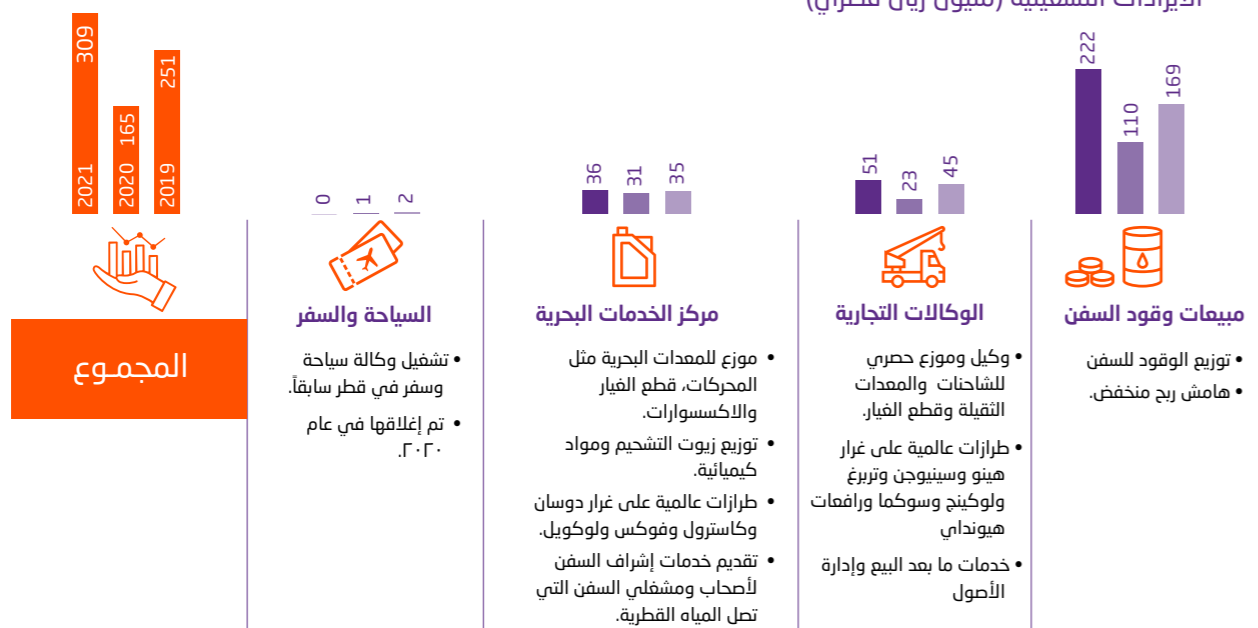 الايرادات التشغيلية (مليون ريال قطري)
222
110
169
مبيعات وقود السفن
• توزيع الوقود للسفن
• هامش ربح منخفض.
51
23
45
الوكالات التجارية
• وكيل وموزع حصري
للشاحنات والمعدات
الثقيلة وقطع الغيار.
• طرازات عالمية على غرار
هينو وسينيوجن وتربرغ
ولوكينج وسوكما ورافعات
هيونداي
• خدمات ما بعد البيع وإدارة
الأصول
36
31
35
مركز الخدمات البحرية
• موزع للمعدات البحرية مثل
المحركات، قطع الغيار
والاكسسوارات.
• توزيع زيوت التشحيم ومواد
كيميائية.
• طرازات عالمية على غرار دوسان
وكاسترول وفوكس ولوكويل.
• تقديم خدمات إشراف السفن
لأصحاب ومشغلي السفن التي
تصل المياه القطرية.
0
1
2
السياحة والسفر
• تشغيل وكالة سياحة
وسفر في قطر سابقاً.
• تم إغلاقها في عام
٢٠٢٠.
2021 309
2020 165
2019 251
المجمـوع